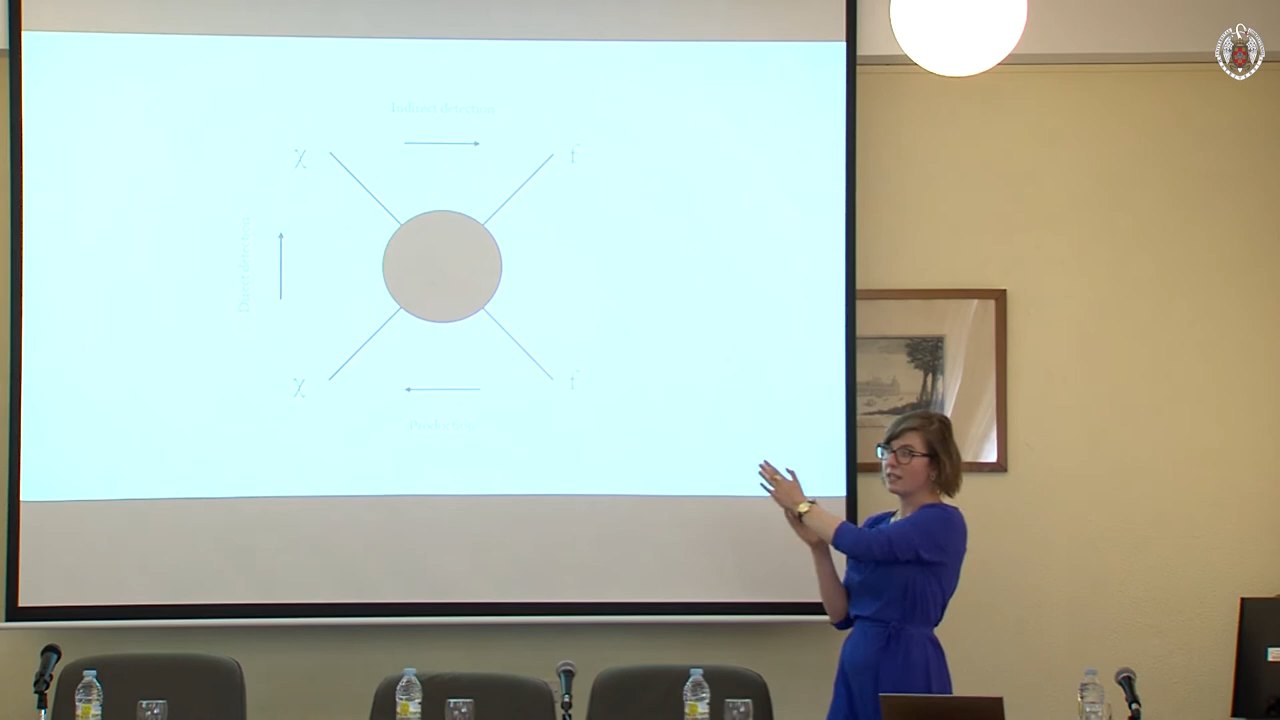 Indirect detection
χ
f
Direct detection
χ
f
Production